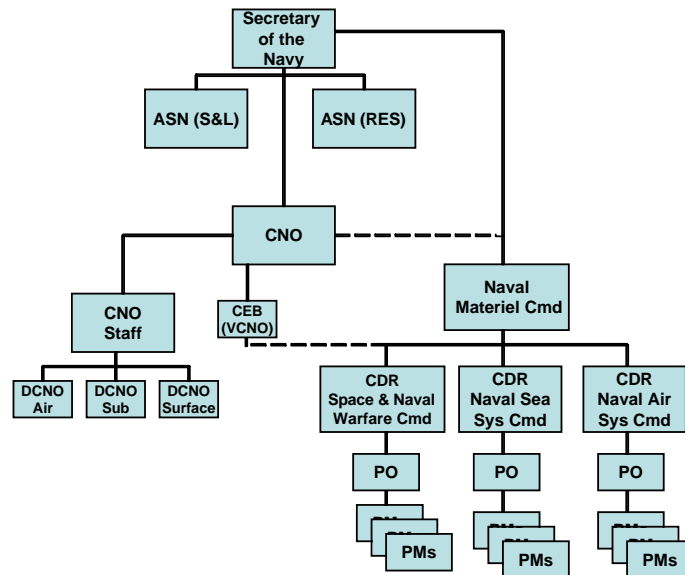 Secretary
of the
Navy
ASN (S&L)
ASN (RES)
CNO
CNO
Staff
CEB
(VCNO)
Naval
Materiel Cmd
DCNO
Air
DCNO
Sub
DCNO
Surface
CDR
Space & Naval
Warfare Cmd
CDR
Naval Sea
Sys Cmd
CDR
Naval Air
Sys Cmd
PO
PO
PO
PMs
PMs
PMs